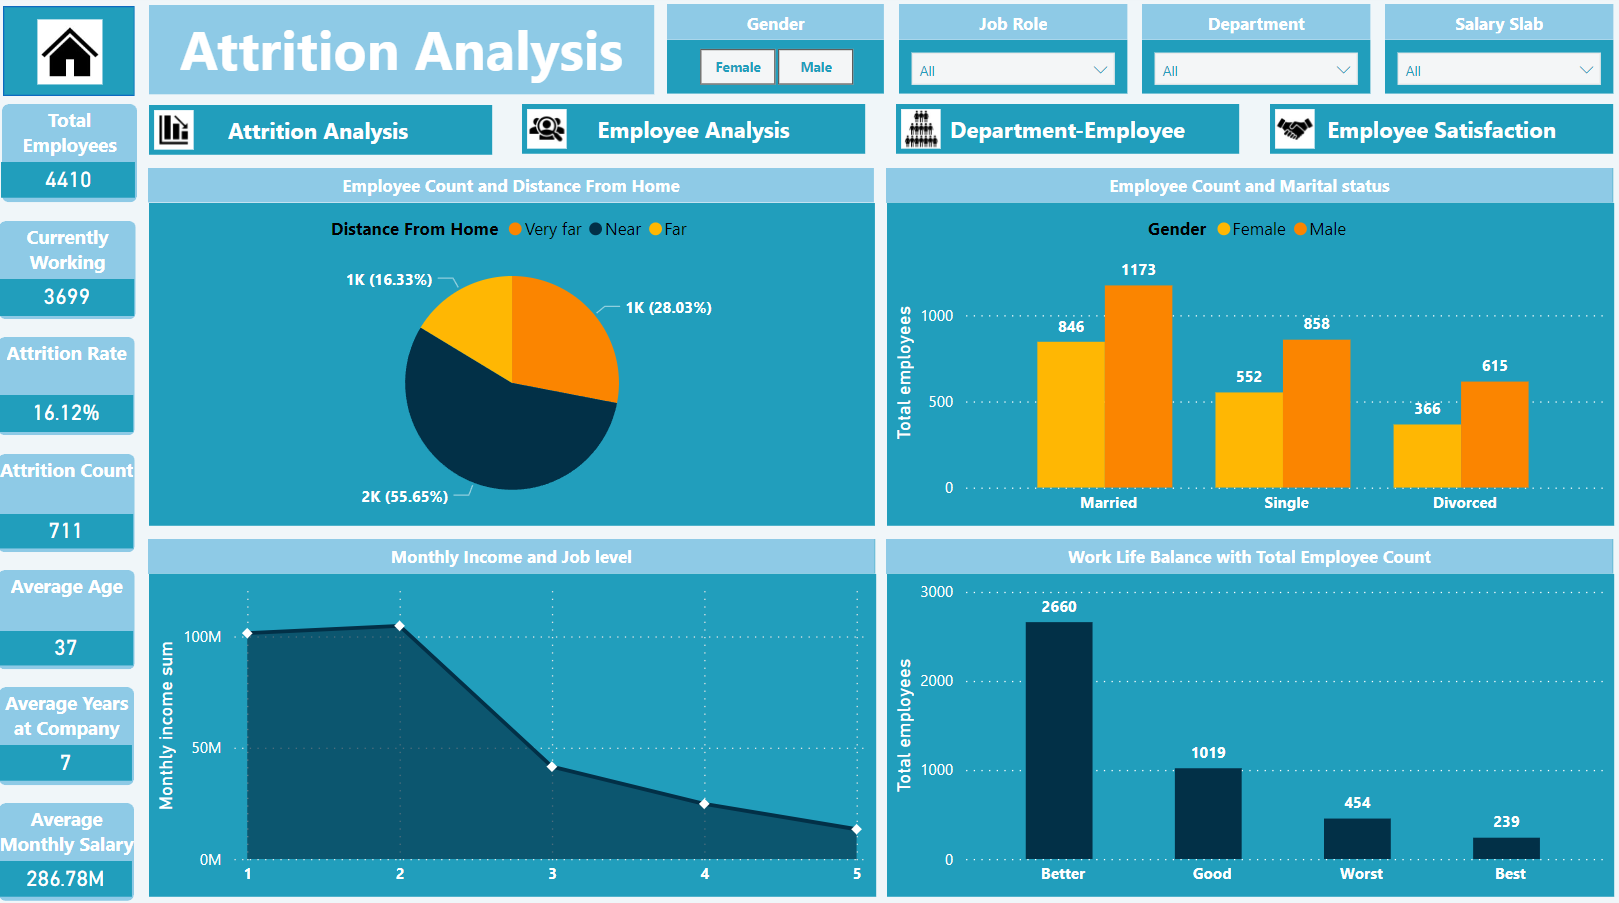 Attrition Analysis
Gender
Female
Male
Job Role
All
Department
All
Salary Slab
All
Attrition Analysis
Employee Analysis
Department-Employee
Employee Satisfaction
Total
Employees
4410
Currently
Working
3699
Attrition Rate
16.12%
Attrition Count
711
Average Age
37
Average Years
at Company
7
Average
Monthly Salary
286.78M
Employee Count and Distance From Home
Distance From Home Very far Near Far
1K (16.33%)
1K (28.03%)
2K (55.65%)
Employee Count and Marital status
Gender Female Male
Total employees
1000
500
0
846
1173
552
858
366
615
Married
Single
Divorced
Monthly Income and Job level
Monthly income sum
100M
50M
0M
1
2
3
4
5
Work Life Balance with Total Employee Count
Total employees
3000
2000
1000
0
2660
1019
454
239
Better
Good
Worst
Best